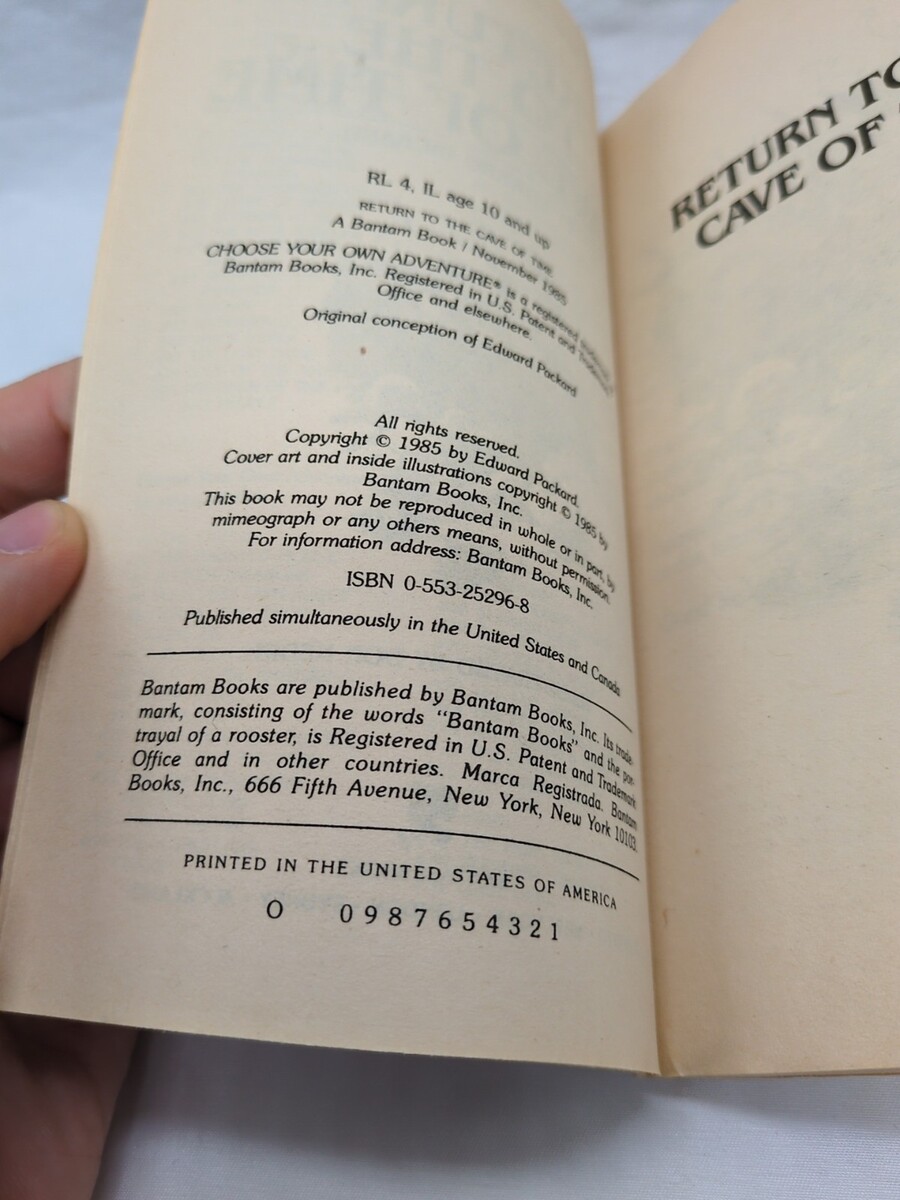 RL 4, IL age 10 and up
RETURN TO THE CAVE OF TIME
A Bantam Book / November 1985
CHOOSE YOUR OWN ADVENTURE® is a registered trademark of
Bantam Books, Inc. Registered in U.S. Patent and Trademark
Office and elsewhere.
Original conception of Edward Packard
All rights reserved.
Copyright © 1985 by Edward Packard.
Cover art and inside illustrations copyright © 1985 by
Bantam Books, Inc.
This book may not be reproduced in whole or in part, by
mimeograph or any others means, without permission.
For information address: Bantam Books, Inc.
ISBN 0-553-25296-8
Published simultaneously in the United States and Canada
Bantam Books are published by Bantam Books, Inc. Its trade-
mark, consisting of the words "Bantam Books" and the por-
trayal of a rooster, is Registered in U.S. Patent and Trademark
Office and in other countries. Marca Registrada. Bantam
Books, Inc., 666 Fifth Avenue, New York, New York 10103.
PRINTED IN THE UNITED STATES OF AMERICA
O 0 9 8 7 6 5 4 3 2 1
RETURN TO
CAVE OF